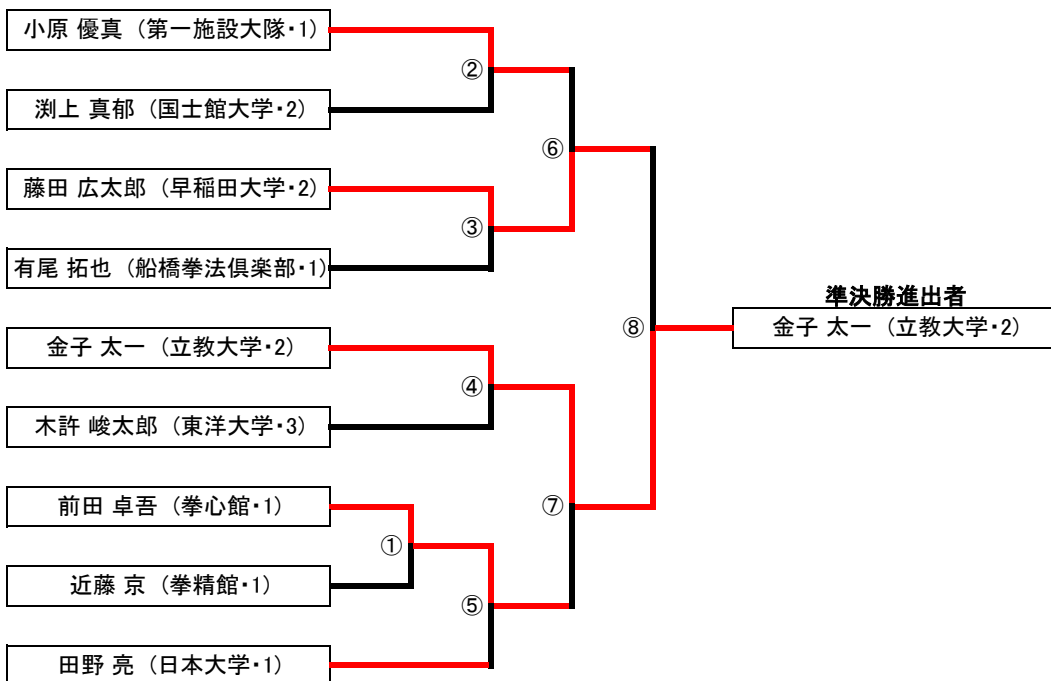 小原 優真 (第一施設大隊・1)
②
渕上 真郁 (国士館大学・2)
⑥
藤田 広太郎 (早稲田大学・2)
③
有尾 拓也 (船橋拳法倶楽部・1)
準決勝進出者
⑧
金子 太一 (立教大学・2)
金子 太一 (立教大学・2)
④
木許 峻太郎 (東洋大学・3)
前田 卓吾 (拳心館・1)
⑦
①
近藤 京 (拳精館・1)
⑤
田野 亮 (日本大学・1)